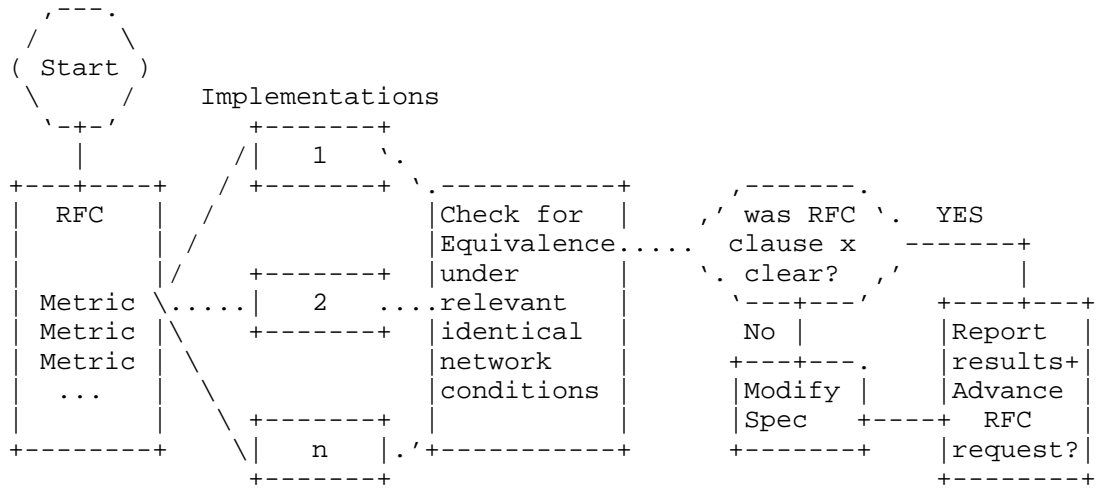 Start
Implementations
1
RFC
Metric
Metric
Metric
...
2
n
Check for
Equivalence
under
relevant
identical
network
conditions
was RFC
clause x
clear?
YES
No
Modify
Spec
Report
results+
Advance
RFC
request?